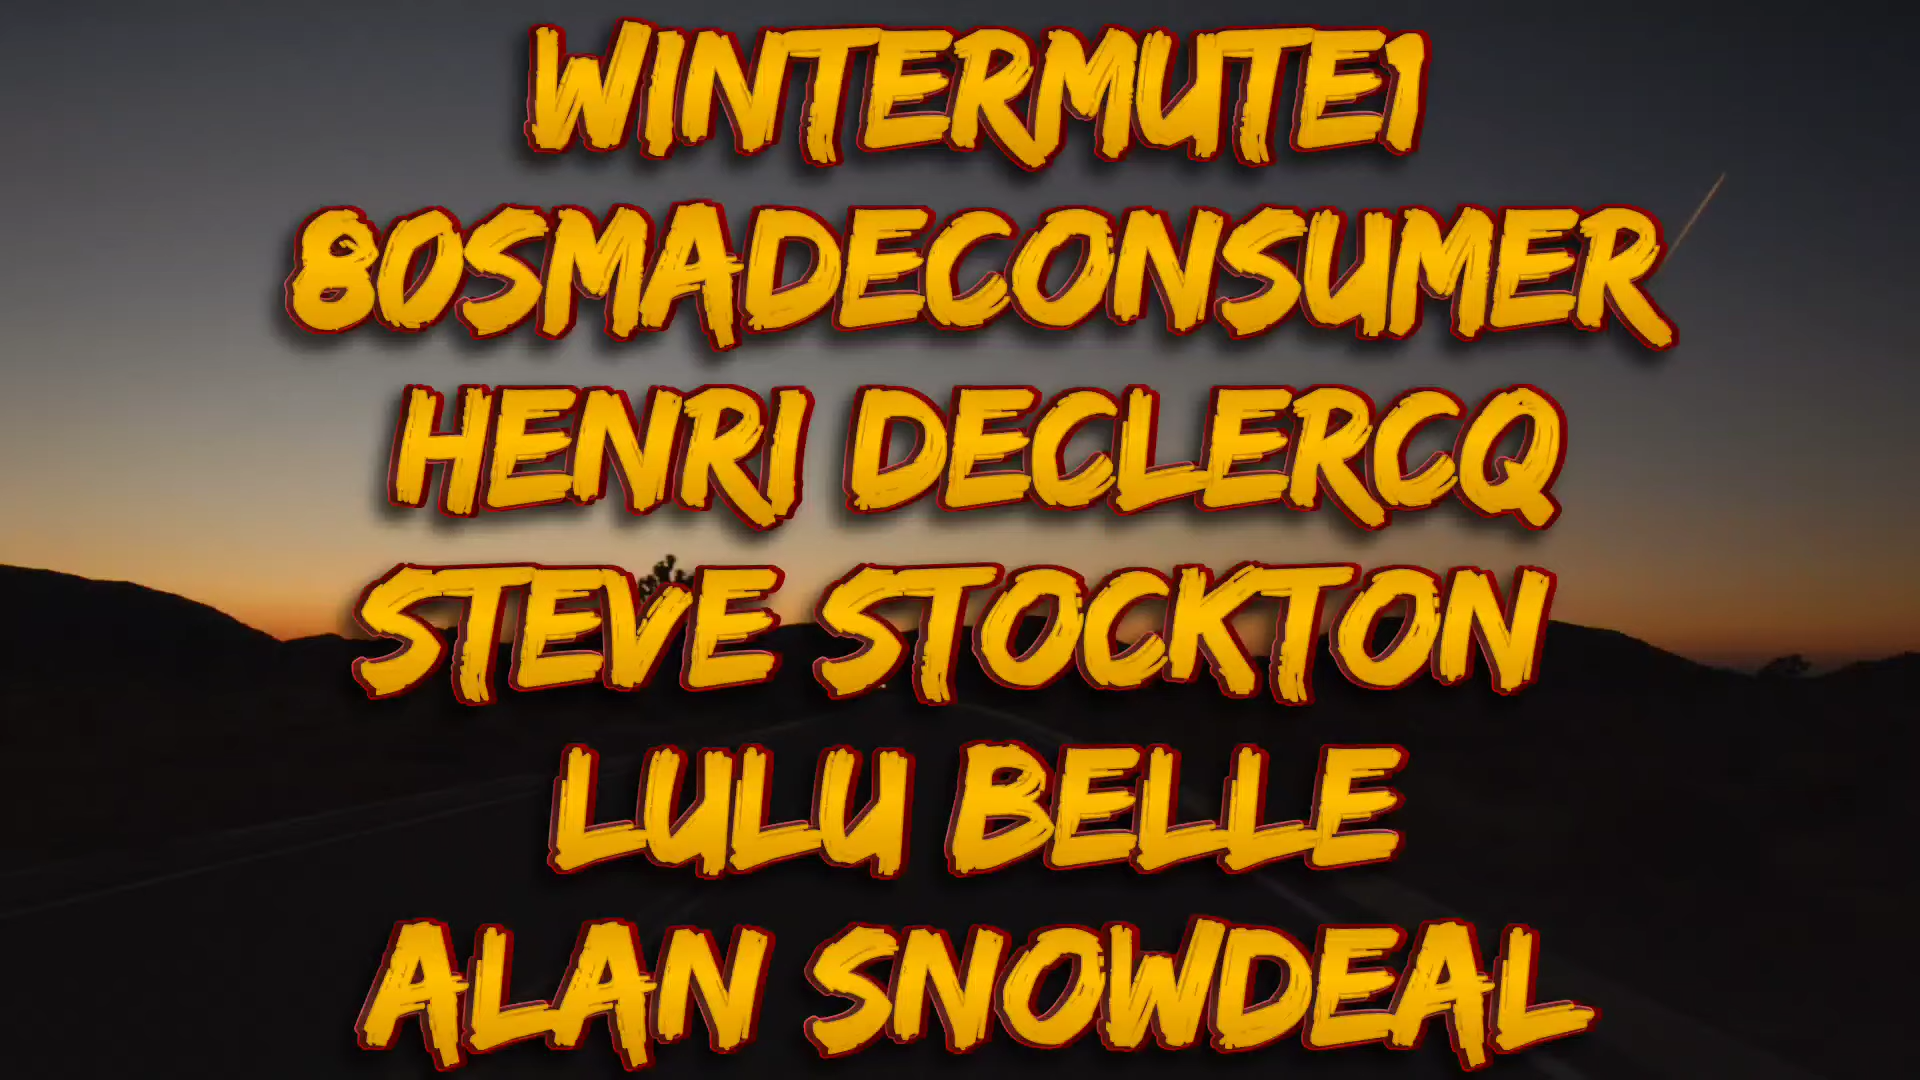 WINTERMUTE1
80SMADECONSUMER
HENRI DECLERCQ
STEVE STOCKTON
LULU BELLE
ALAN SNOWDEAL